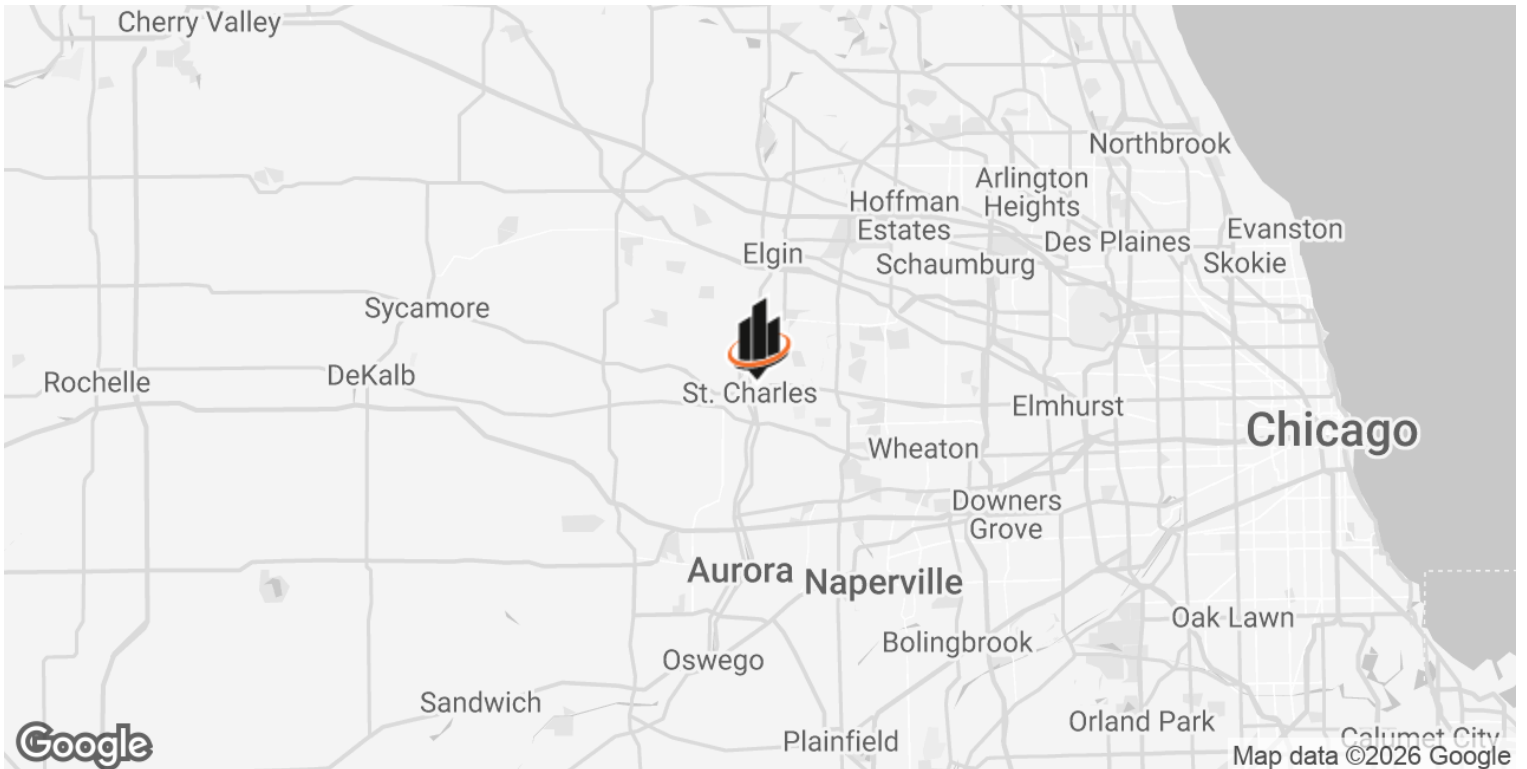 Cherry Valley
Northbrook
Arlington
Heights
Hoffman
Estates
Evanston
Des Plaines
Elgin
Schaumburg
Skokie
Sycamore
DeKalb
Rochelle
St. Charles
Elmhurst
Chicago
Wheaton
Downers
Grove
Aurora
Naperville
Oak Lawn
Bolingbrook
Oswego
Sandwich
Orland Park
Plainfield
Calumet City
Google
Map data ©2026 Google